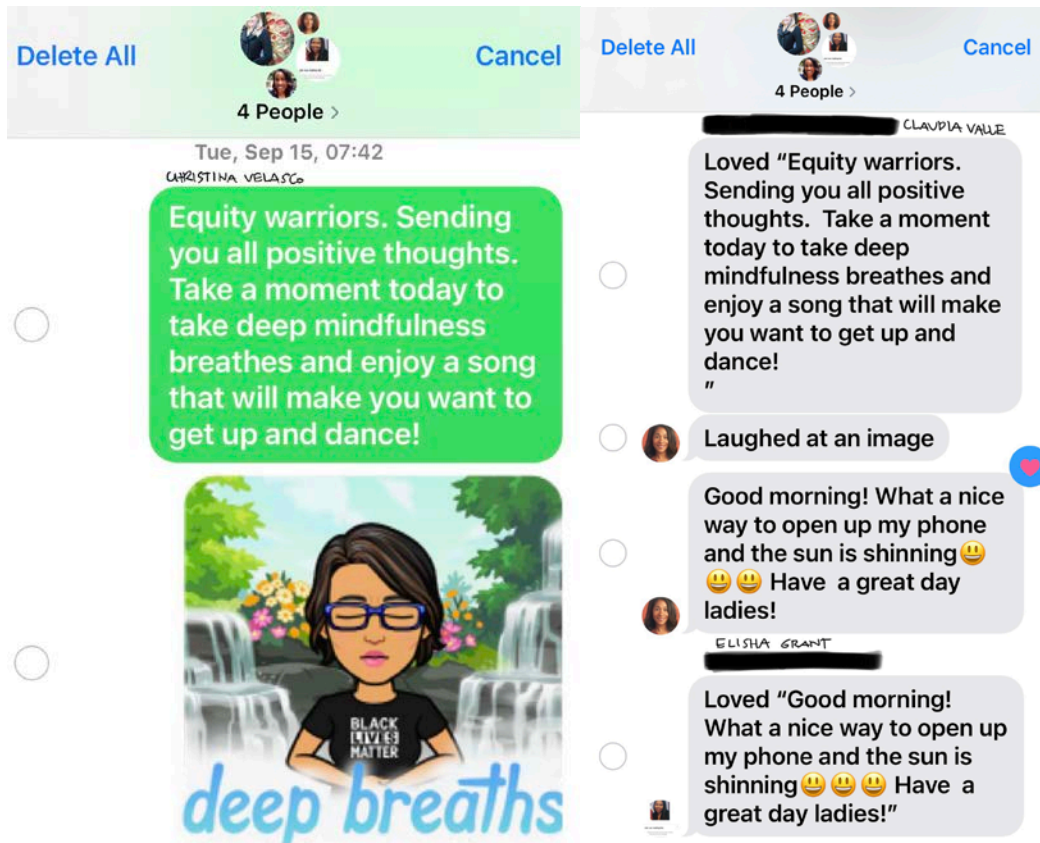 Delete All
Cancel
4 People >
Tue, Sep 15, 07:42
CHRISTINA VELASCO
Equity warriors. Sending
you all positive thoughts.
Take a moment today to
take deep mindfulness
breathes and enjoy a song
that will make you want to
get up and dance!
BLACK
LIVES
MATTER
deep breaths
Delete All
Cancel
4 People >
CLAUDIA VALLE
Loved “Equity warriors.
Sending you all positive
thoughts.  Take a moment
today to take deep
mindfulness breathes and
enjoy a song that will make
you want to get up and
dance!
”
Laughed at an image
Good morning! What a nice
way to open up my phone
and the sun is shinning😃
😃😃 Have  a great day
ladies!
ELISHA GRANT
Loved “Good morning!
What a nice way to open up
my phone and the sun is
shinning😃😃😃 Have  a
great day ladies!”